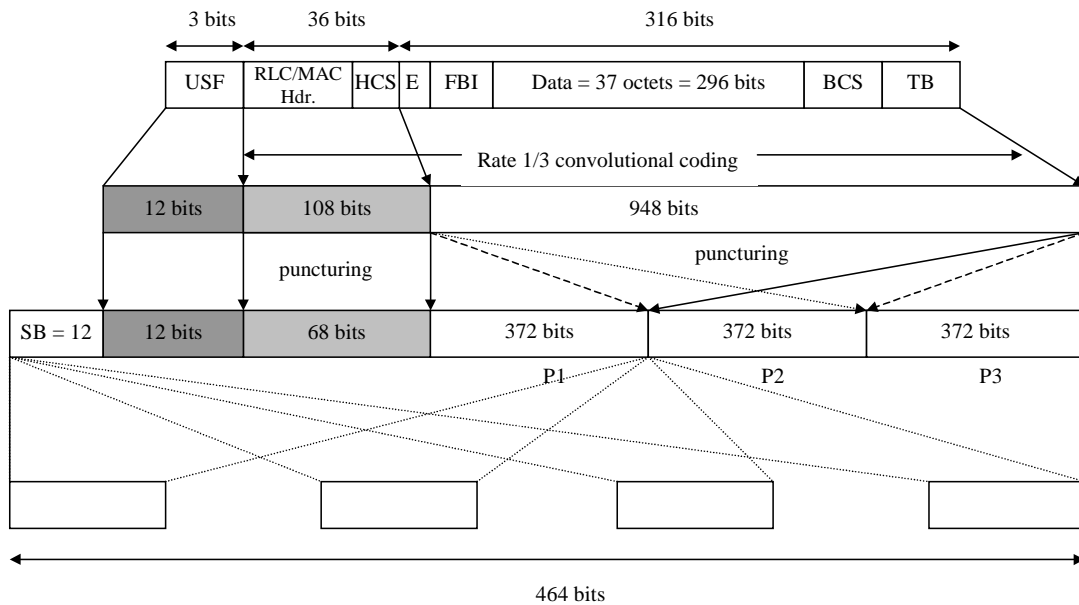 3 bits 36 bits 316 bits
USF RLC/MAC Hdr. HCS E FBI Data = 37 octets = 296 bits BCS TB
Rate 1/3 convolutional coding
12 bits 108 bits 948 bits
puncturing puncturing
SB = 12 12 bits 68 bits 372 bits 372 bits 372 bits
P1 P2 P3
464 bits